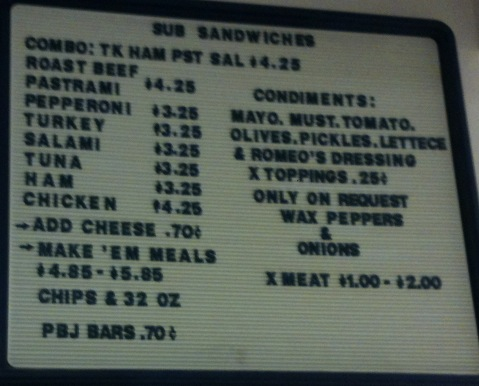 SUB SANDWICHES
COMBO: TK HAM PST SAL $4.25
ROAST BEEF
PASTRAMI $4.25
PEPPERONI $3.25
TURKEY $3.25
SALAMI $3.25
TUNA $3.25
HAM $3.25
CHICKEN $4.25
→ADD CHEESE .70¢
→MAKE 'EM MEALS
$4.85-$5.85
CHIPS & 32 OZ
PBJ BARS .70¢
CONDIMENTS:
MAYO. MUST. TOMATO.
OLIVES. PICKLES. LETTECE
& ROMEO'S DRESSING
X TOPPINGS .25¢
ONLY ON REQUEST
WAX PEPPERS
&
ONIONS
X MEAT $1.00-$2.00